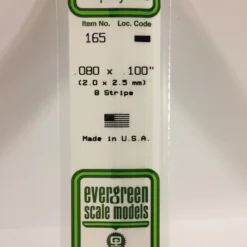 Item No. Loc. Code
165
.080 x .100"
(2.0 x 2.5 mm)
8 Strips
Made in U.S.A.
evergreen
scale models